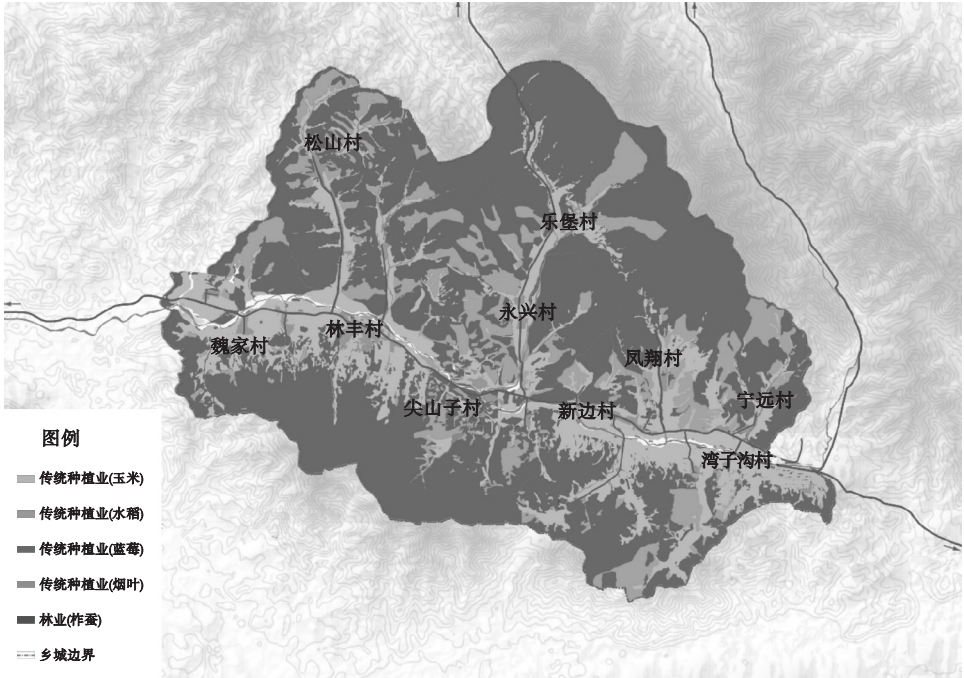 松山村
乐堡村
永兴村
林丰村
魏家村
凤翔村
宁远村
尖山子村
新边村
湾子沟村
图例
传统种植业(玉米)
传统种植业(水稻)
传统种植业(蓝莓)
传统种植业(烟叶)
林业(柞蚕)
乡城边界